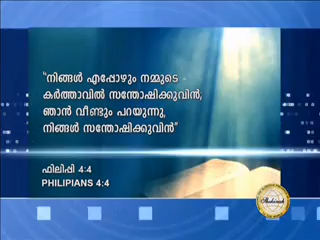 “നിങ്ങൾ എപ്പോഴും നമ്മുടെ
കർത്താവിൽ സന്തോഷിക്കുവിൻ;
ഞാൻ വീണ്ടും പറയുന്നു,
നിങ്ങൾ സന്തോഷിക്കുവിൻ”
ഫിലിപ്പി 4:4
PHILIPIANS 4:4